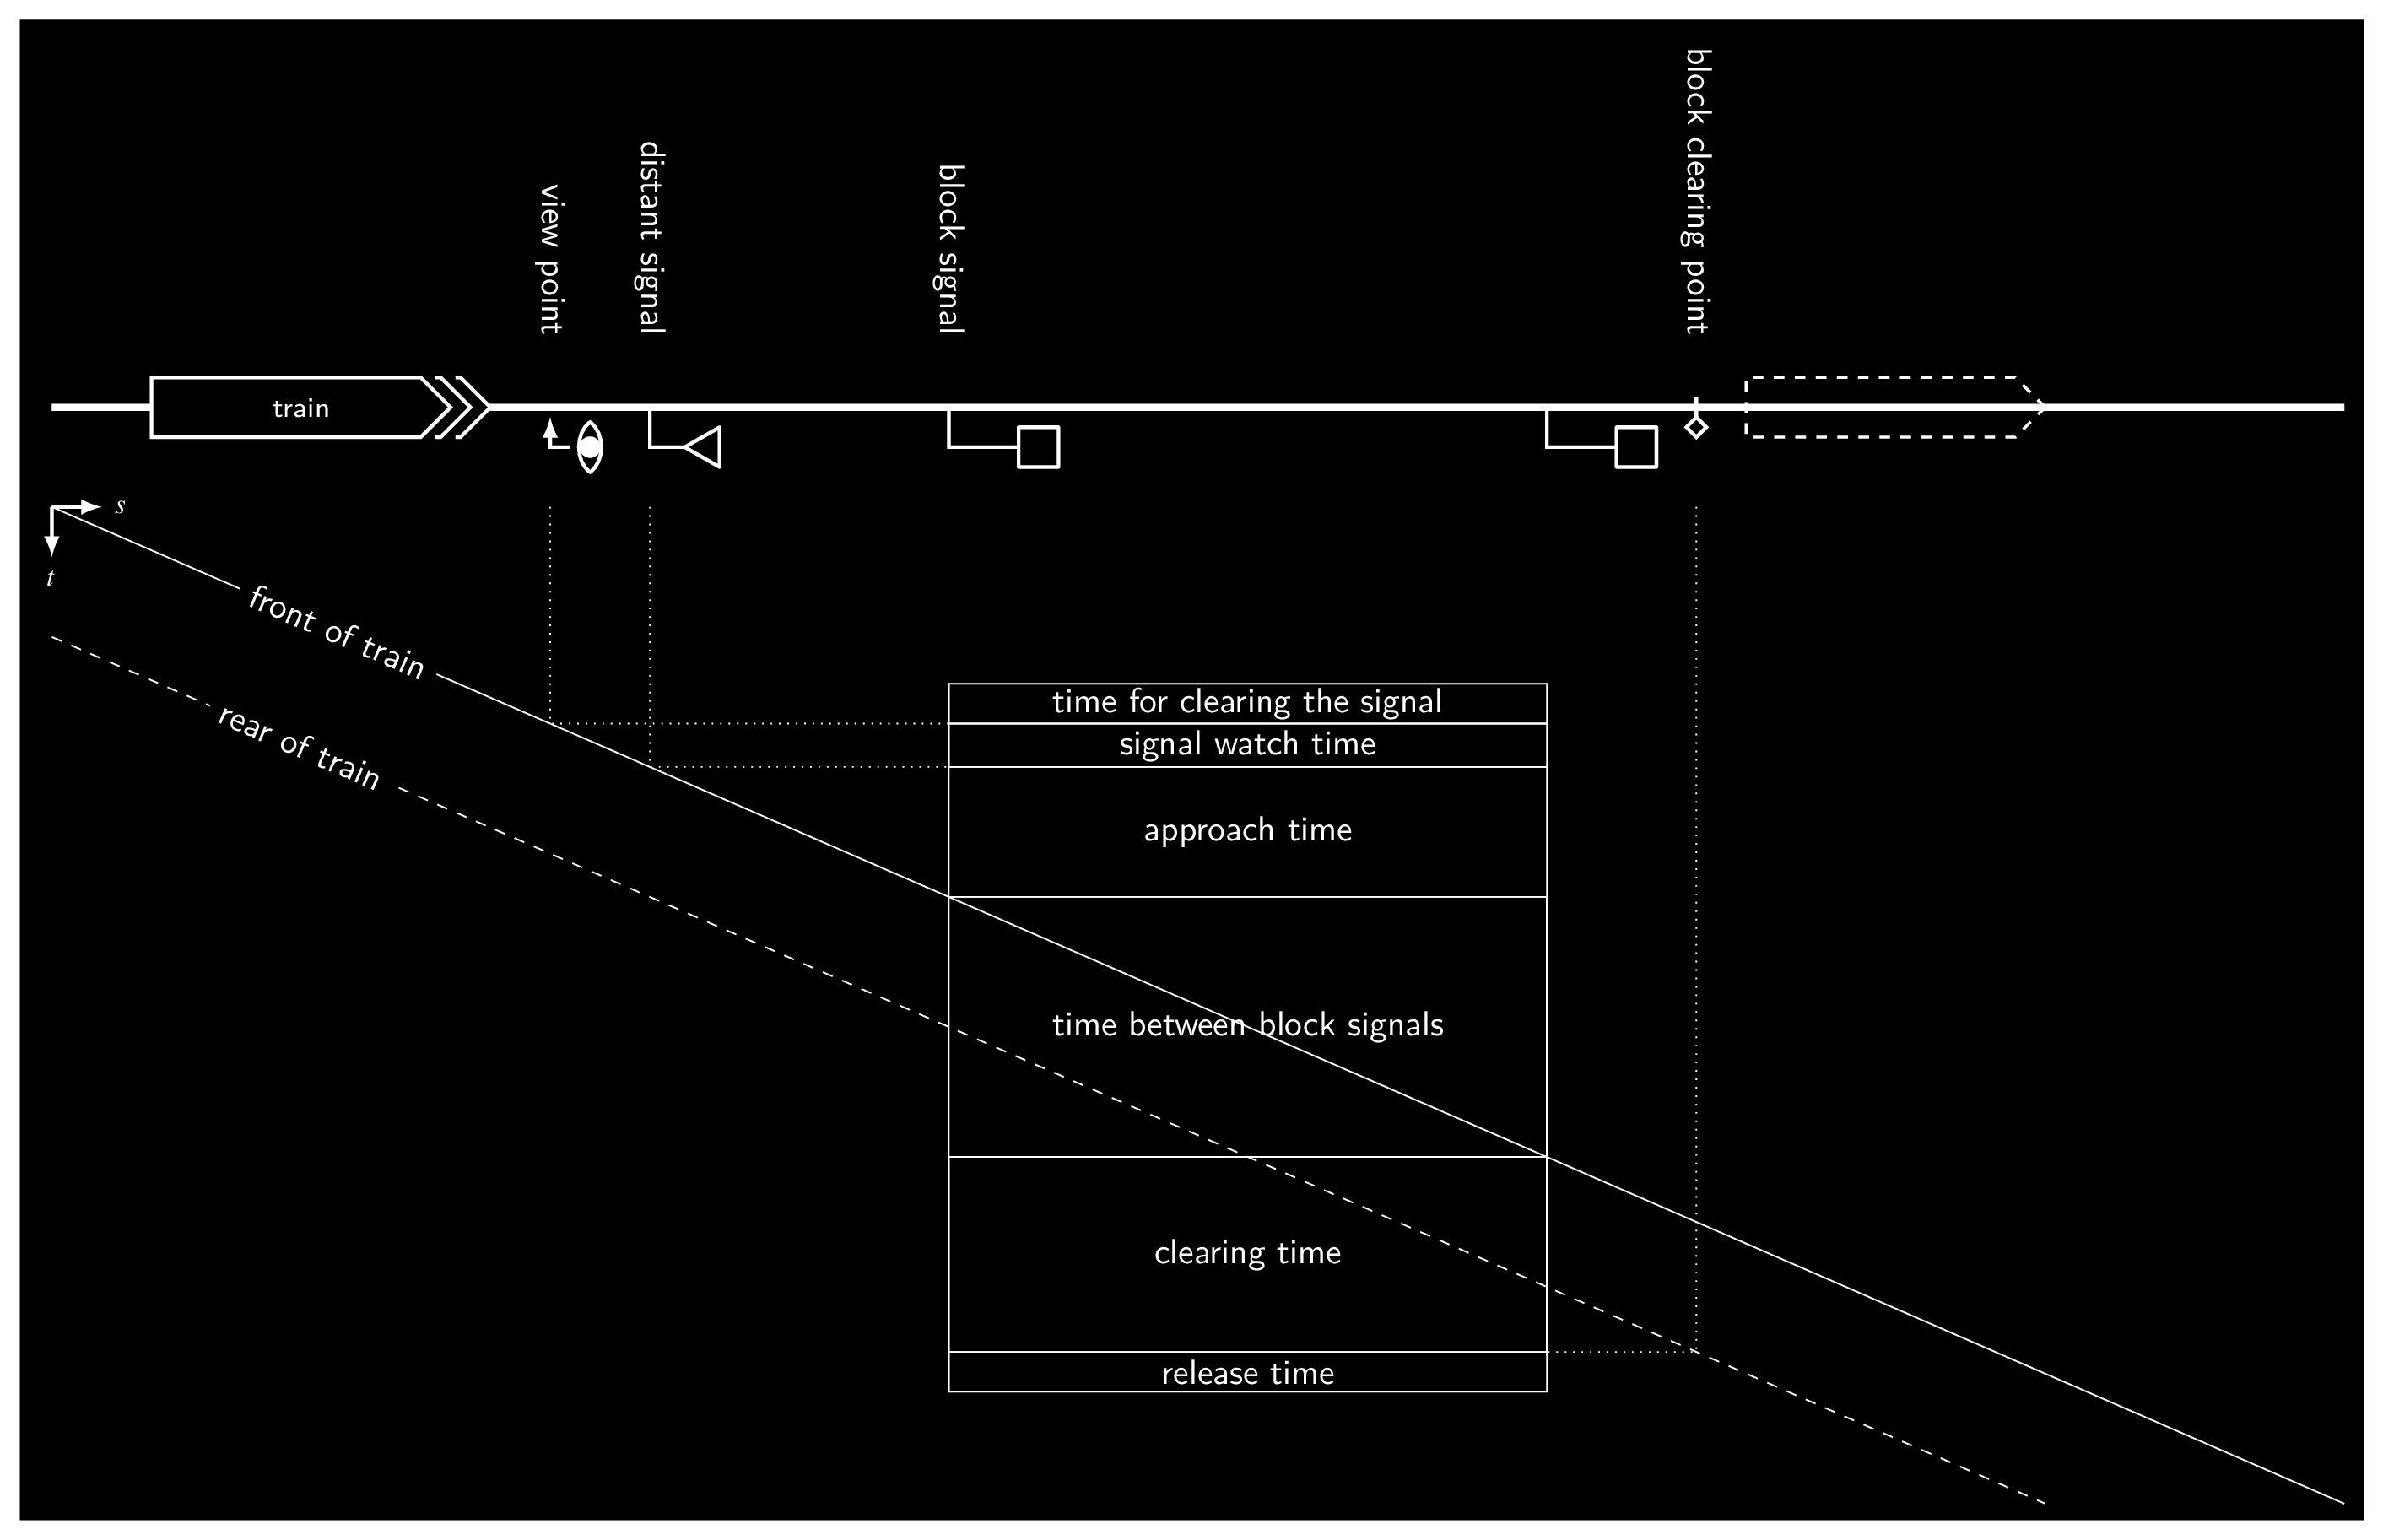 view point
distant signal
block signal
block clearing point
train
s
t
front of train
rear of train
time for clearing the signal
signal watch time
approach time
time between block signals
clearing time
release time